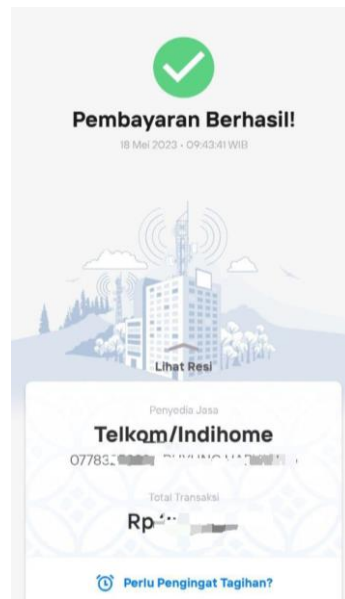 Pembayaran Berhasil!
18 Mei 2023 • 09:43:41 WIB
Lihat Resi
Penyedia Jasa
Telkom/Indihome
Total Transaksi
Rp
Perlu Pengingat Tagihan?